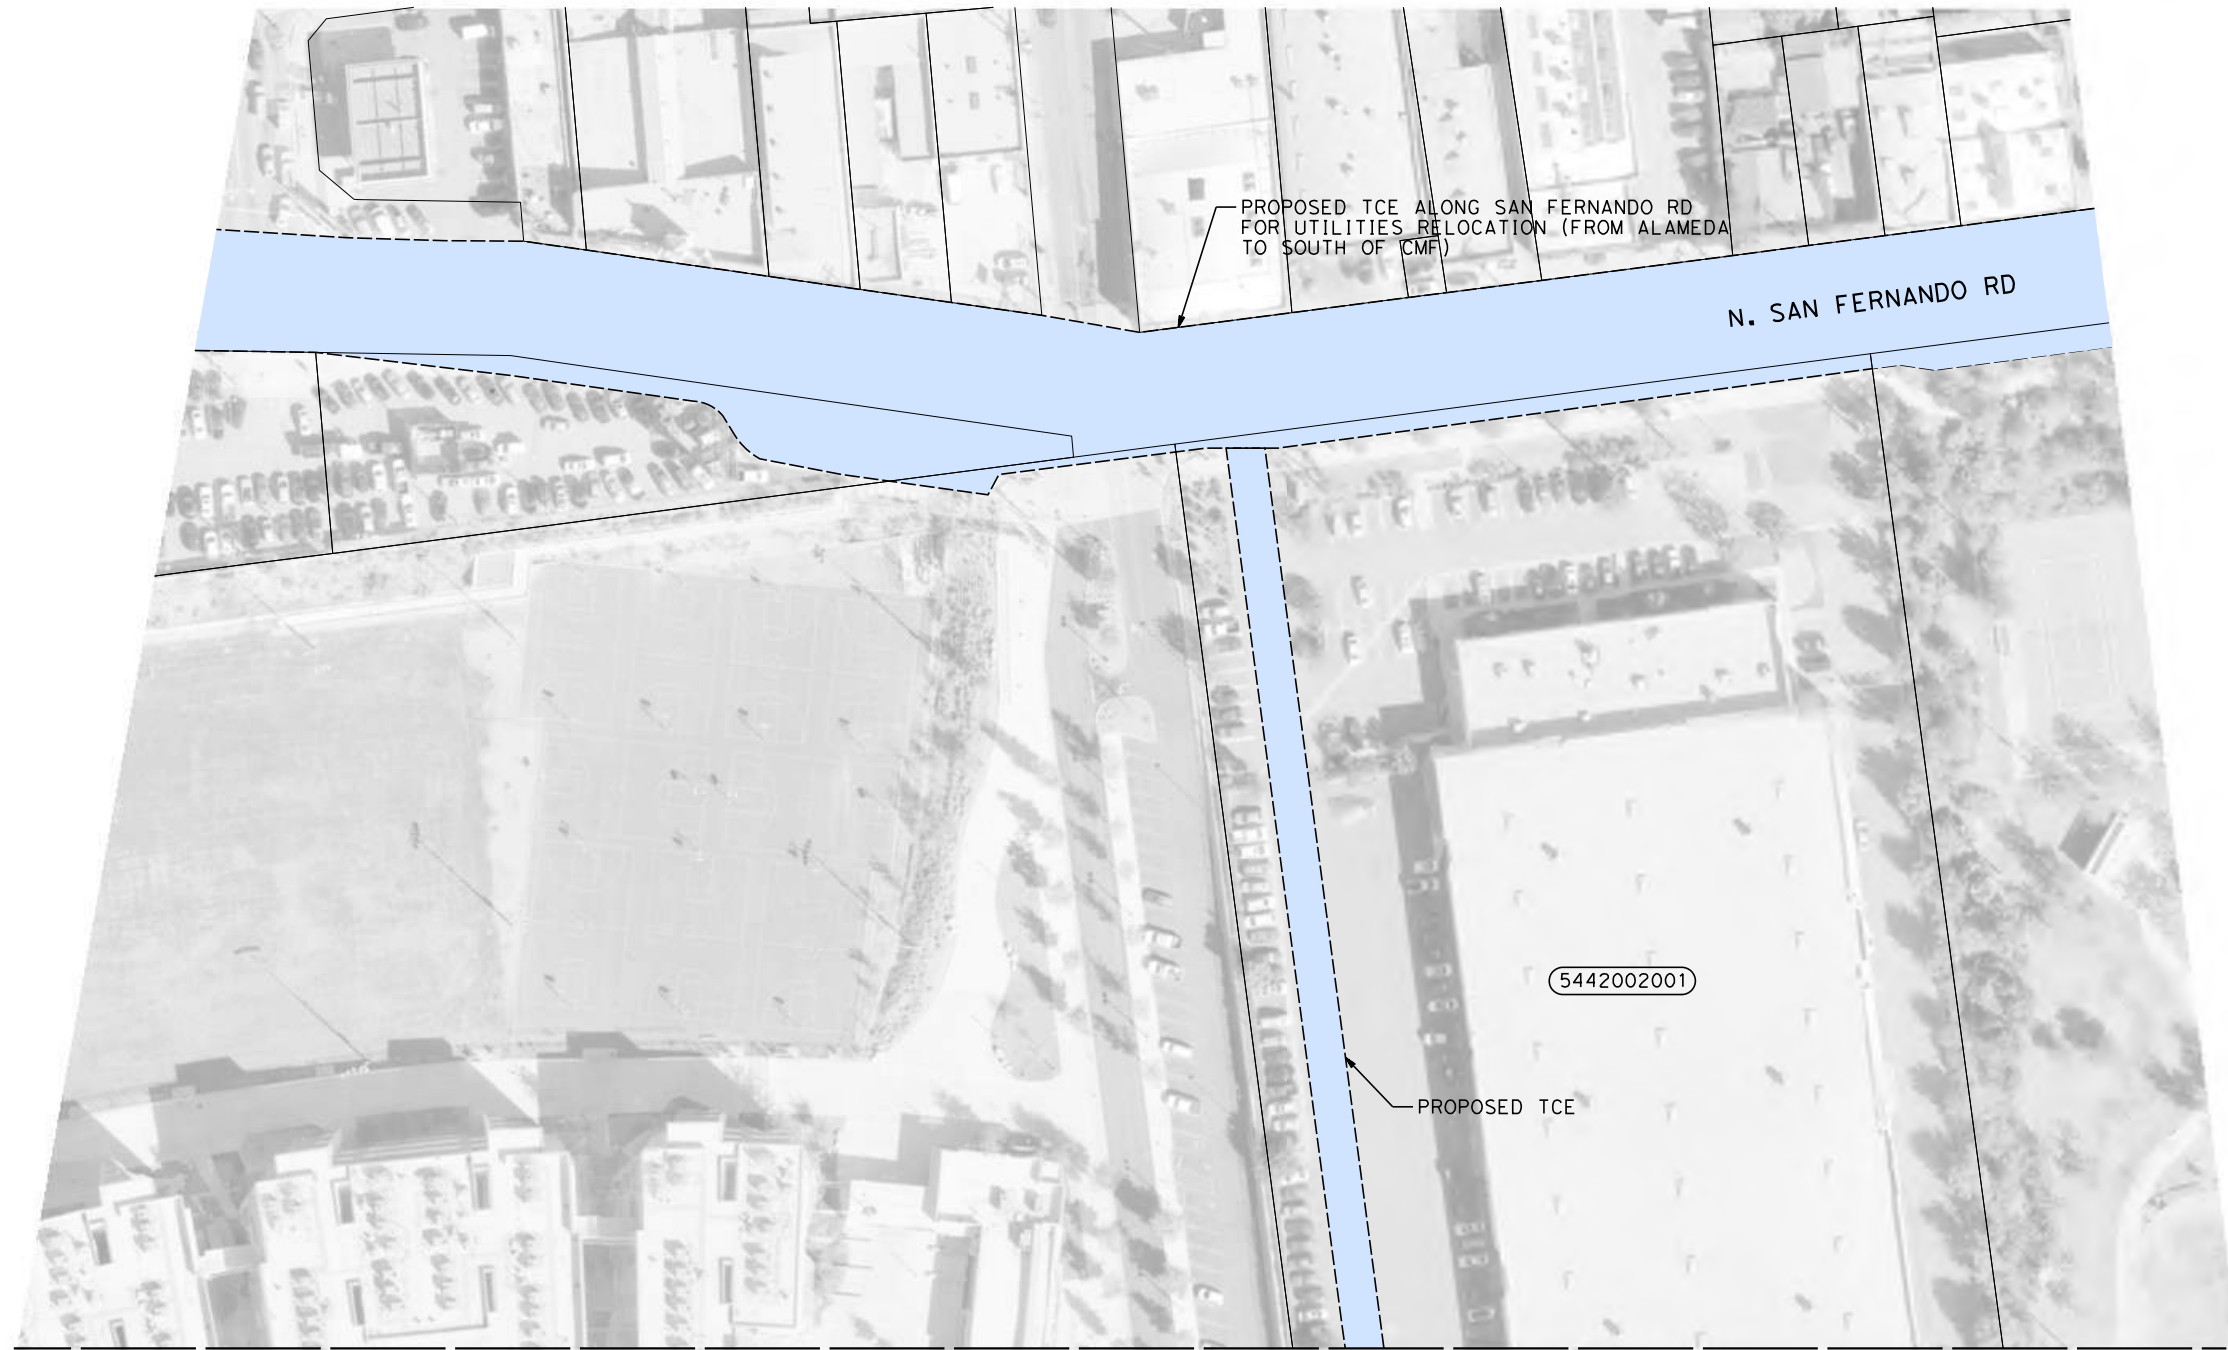 PROPOSED TCE ALONG SAN FERNANDO RD
FOR UTILITIES RELOCATION (FROM ALAMEDA
TO SOUTH OF CMF)
N. SAN FERNANDO RD
5442002001
PROPOSED TCE